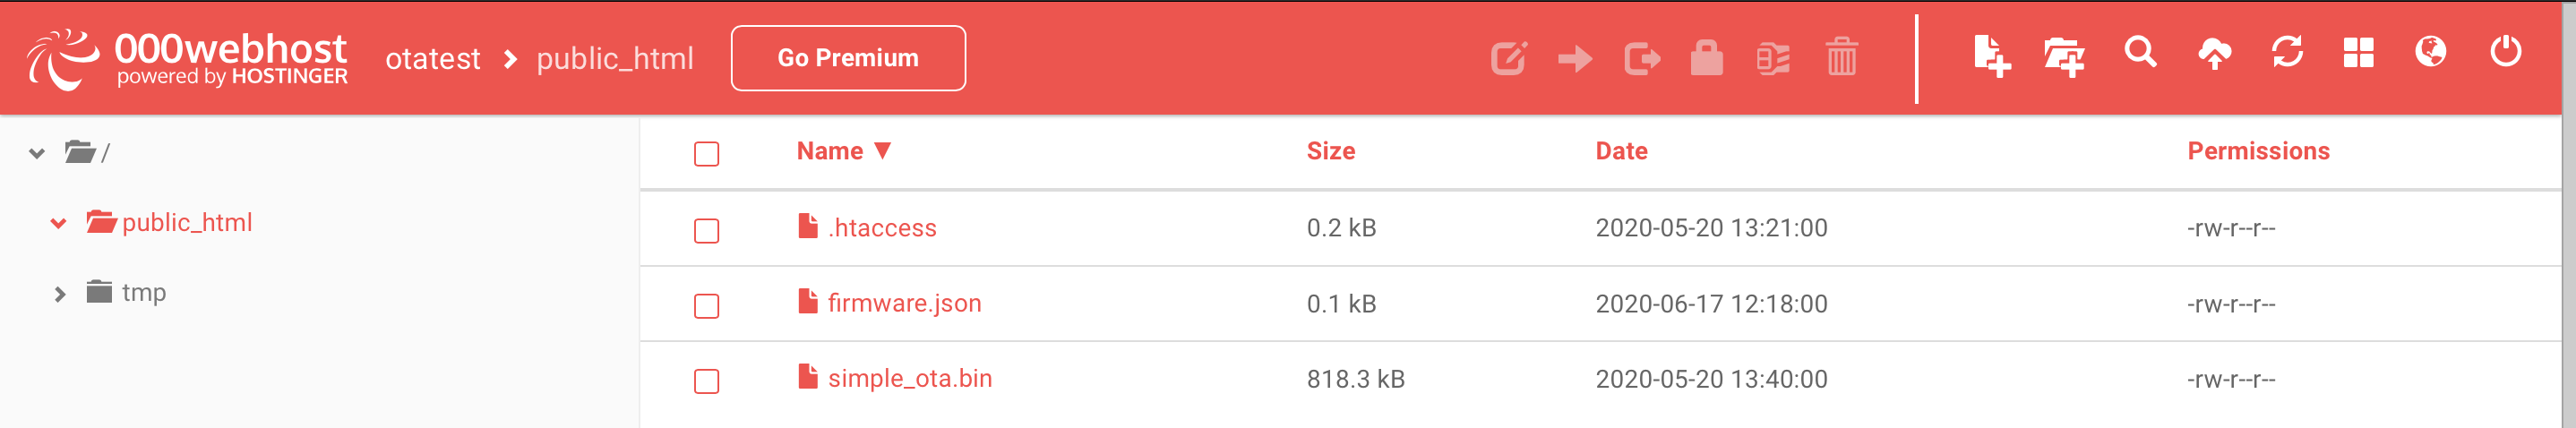 000webhost
powered by HOSTINGER
otatest public_html
Go Premium
/
public_html
tmp
Name ▼ Size Date Permissions
.htaccess 0.2 kB 2020-05-20 13:21:00 -rw-r--r--
firmware.json 0.1 kB 2020-06-17 12:18:00 -rw-r--r--
simple_ota.bin 818.3 kB 2020-05-20 13:40:00 -rw-r--r--